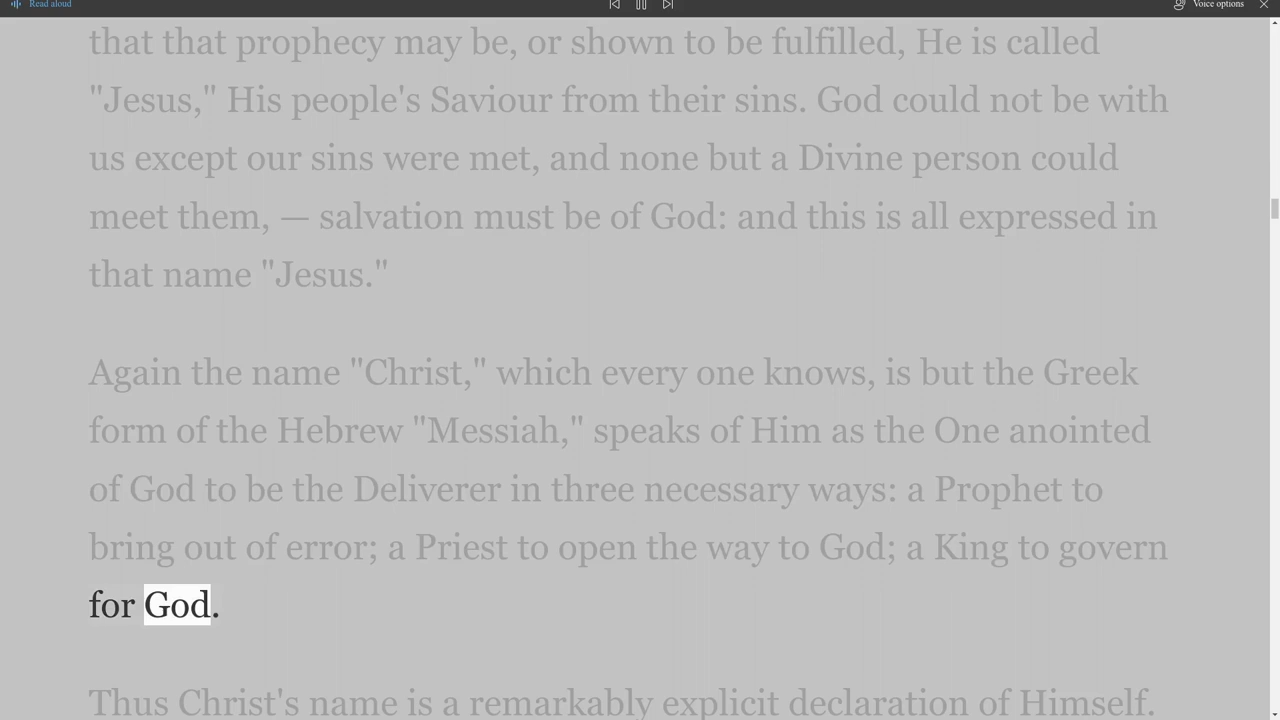 Read aloud
Voice options
that that prophecy may be, or shown to be fulfilled, He is called
"Jesus," His people's Saviour from their sins. God could not be with
us except our sins were met, and none but a Divine person could
meet them, — salvation must be of God: and this is all expressed in
that name "Jesus."
Again the name "Christ," which every one knows, is but the Greek
form of the Hebrew "Messiah," speaks of Him as the One anointed
of God to be the Deliverer in three necessary ways: a Prophet to
bring out of error; a Priest to open the way to God; a King to govern
for God.
Thus Christ's name is a remarkably explicit declaration of Himself.